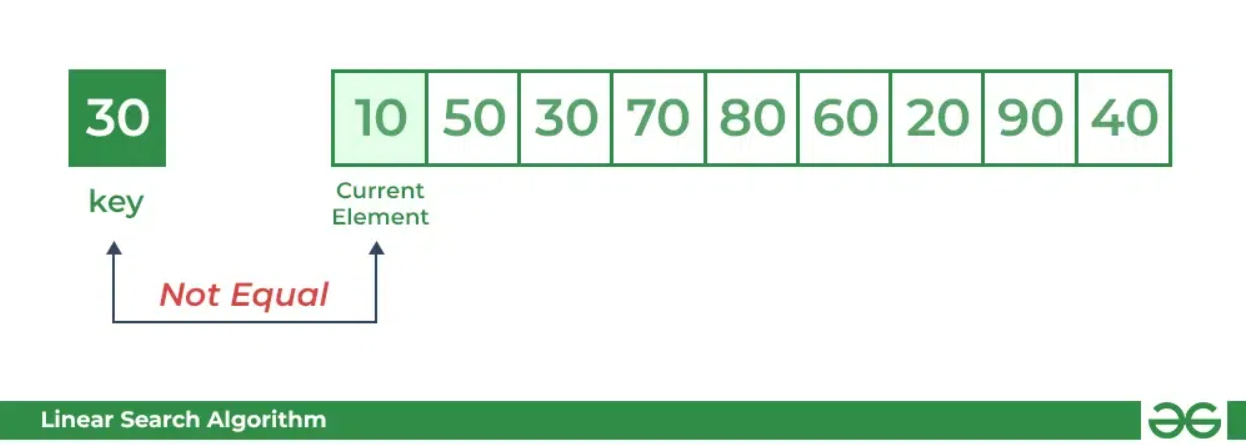 30 10 50 30 70 80 60 20 90 40
key
Current
Element
Not Equal
Linear Search Algorithm